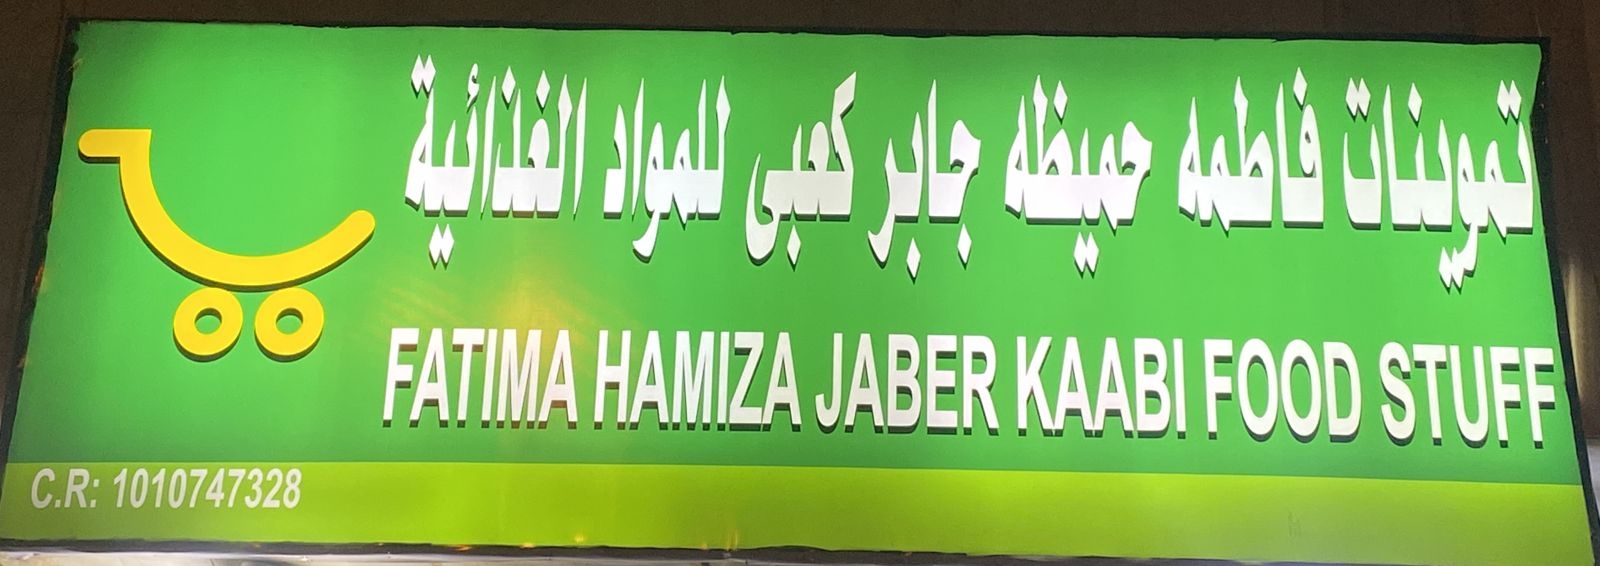 تموينات فاطمه حميظه جابر كعبى للمواد الغذائية
FATIMA HAMIZA JABER KAABI FOOD STUFF
C.R: 1010747328